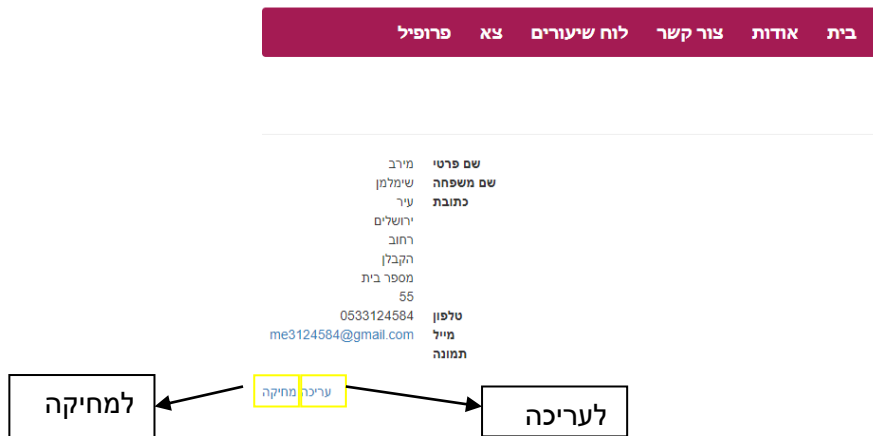 בית אודות צור קשר לוח שיעורים צא פרופיל
שם פרטי מירב
שם משפחה שימלמן
כתובת עיר
ירושלים
רחוב
הקבלן
מספר בית
55
טלפון 0533124584
מייל me3124584@gmail.com
תמונה
עריכה מחיקה
לעריכה
למחיקה